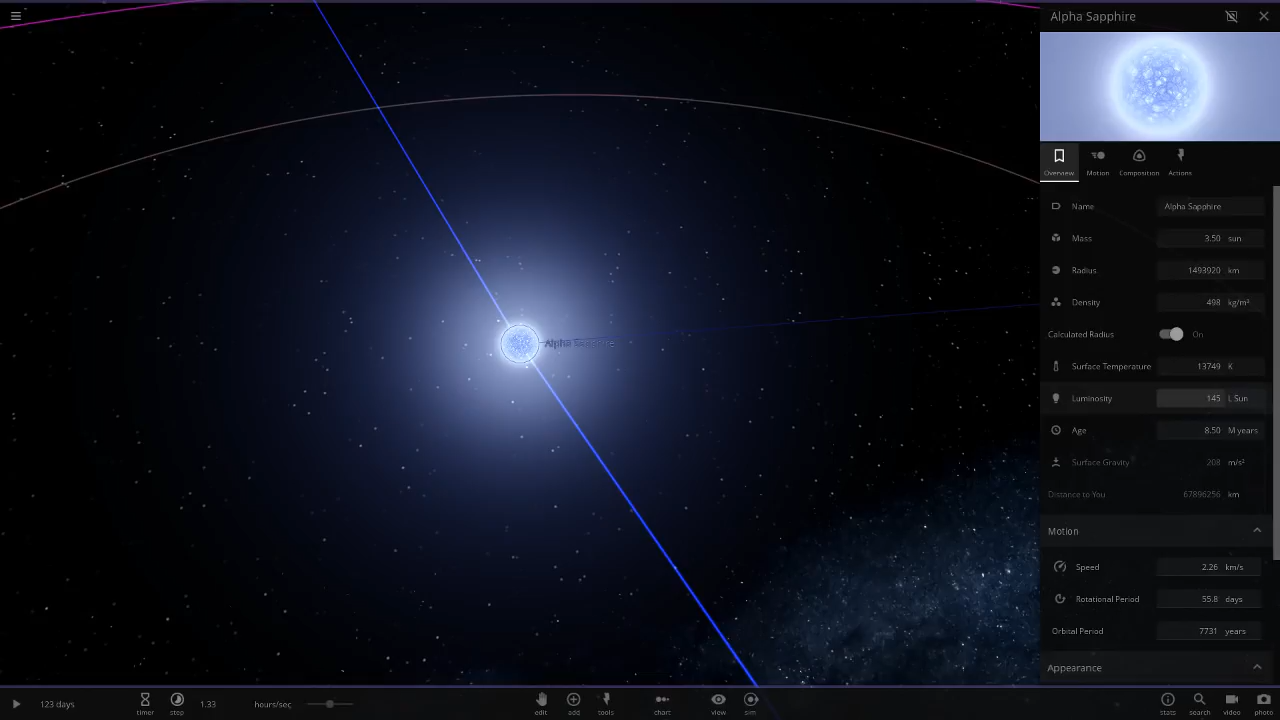 Alpha Sapphire
Overview
Motion
Composition
Actions
Name Alpha Sapphire
Mass 3.50 sun
Radius 1493920 km
Density 498 kg/m³
Calculated Radius On
Alpha Sapphire
Surface Temperature 13749 K
Luminosity 145 L Sun
Age 8.50 M years
Surface Gravity 208 m/s²
Distance to You 67896256 km
Motion
Speed 2.26 km/s
Rotational Period 55.8 days
Orbital Period 7731 years
Appearance
123 days
timer
step
1.33 hours/sec
edit
add
tools
chart
view
sim
stats
search
video
photo